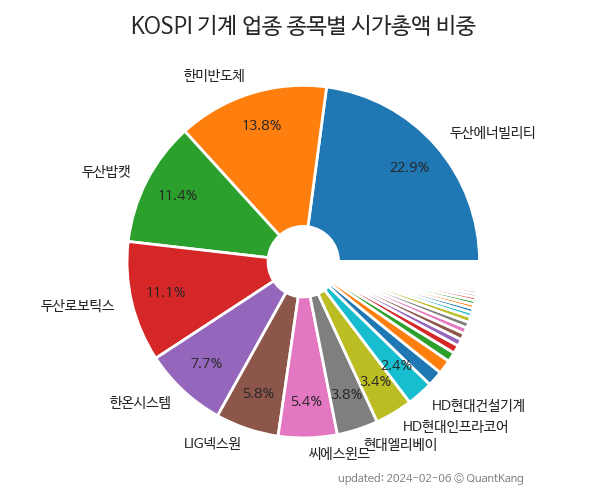 KOSPI 기계 업종 종목별 시가총액 비중
한미반도체
두산에너빌리티
13.8%
22.9%
두산밥캣
11.4%
두산로보틱스
11.1%
7.7%
한온시스템
5.8%
LIG넥스원
5.4%
씨에스윈드
3.8%
현대엘리베이
3.4%
HD현대인프라코어
2.4%
HD현대건설기계
updated: 2024-02-06 © QuantKang